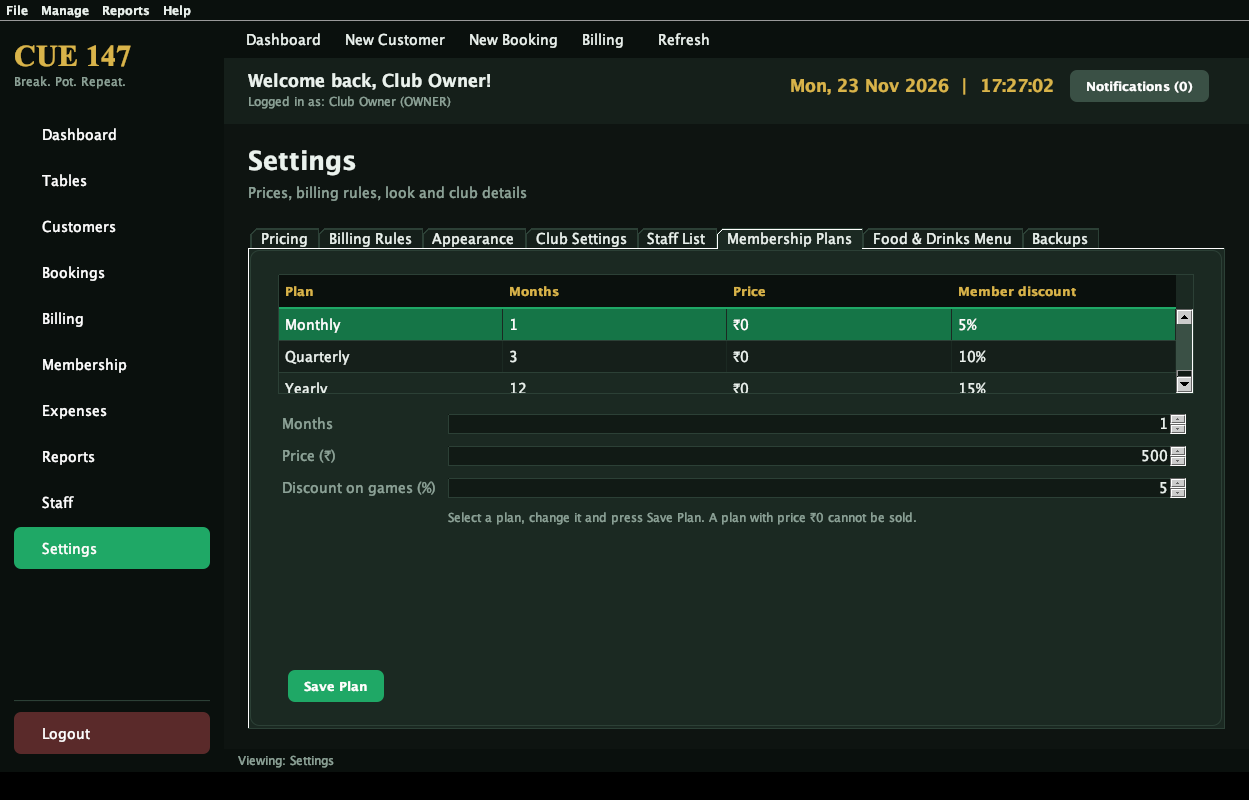 File Manage Reports Help
CUE 147
Break. Pot. Repeat.
Dashboard
Tables
Customers
Bookings
Billing
Membership
Expenses
Reports
Staff
Settings
Logout
Dashboard New Customer New Booking Billing Refresh
Welcome back, Club Owner!
Logged in as: Club Owner (OWNER)
Mon, 23 Nov 2026 | 17:27:02
Notifications (0)
Settings
Prices, billing rules, look and club details
Pricing Billing Rules Appearance Club Settings Staff List Membership Plans Food & Drinks Menu Backups
Plan Months Price Member discount
Monthly 1 ₹0 5%
Quarterly 3 ₹0 10%
Yearly 12 ₹0 15%
Months 1
Price (₹) 500
Discount on games (%) 5
Select a plan, change it and press Save Plan. A plan with price ₹0 cannot be sold.
Save Plan
Viewing: Settings